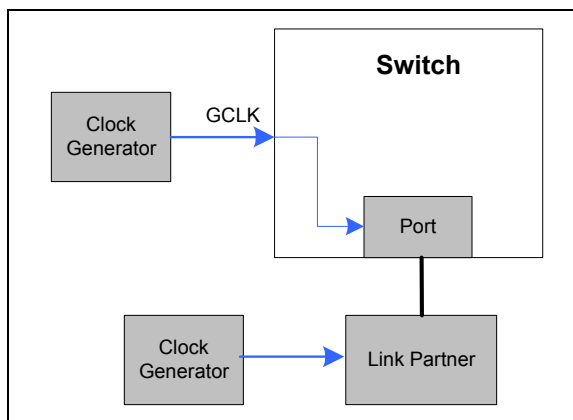 Switch
GCLK
Clock
Generator
Port
Clock
Generator
Link Partner